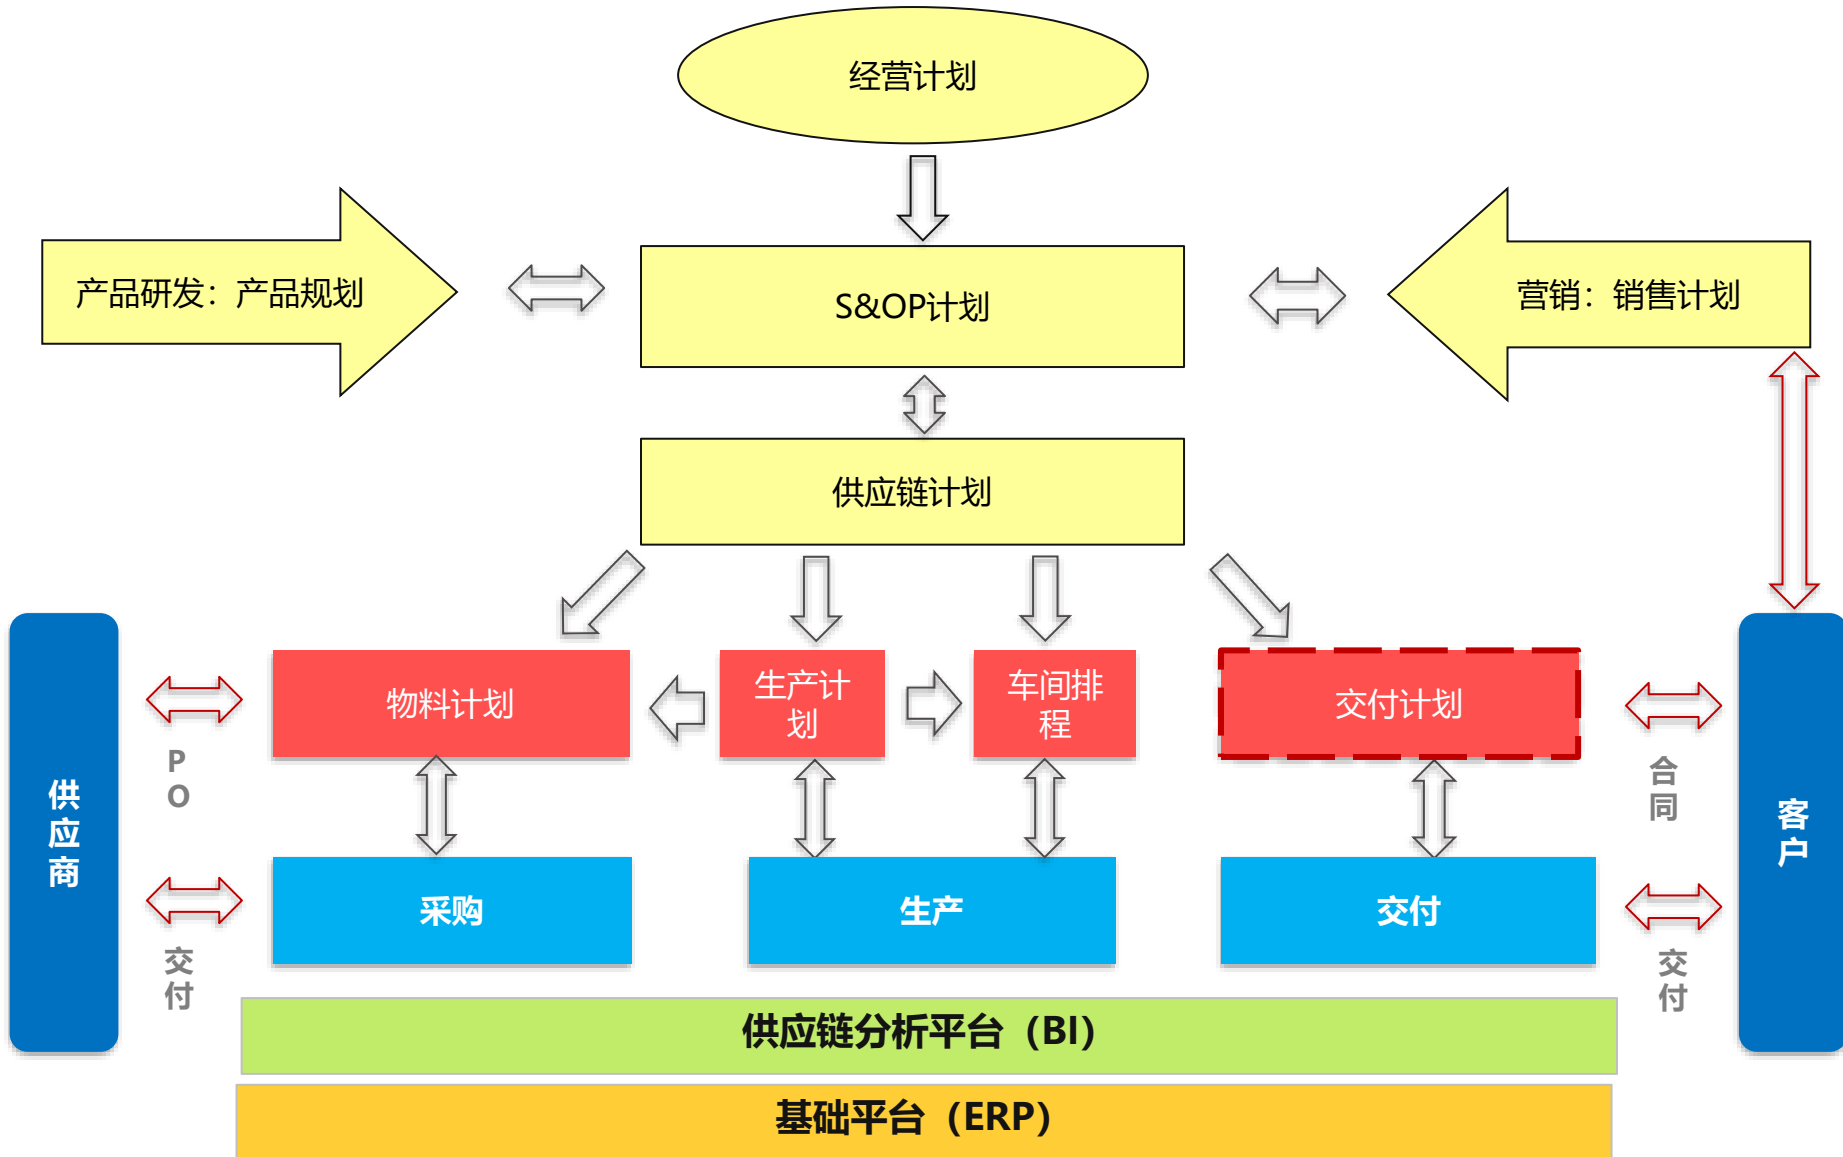 经营计划
产品研发：产品规划
S&OP计划
营销：销售计划
供应链计划
物料计划
生产计
划
车间排
程
交付计划
P
O
合
同
供
应
商
客
户
采购
生产
交付
交
付
交
付
供应链分析平台（BI）
基础平台（ERP）